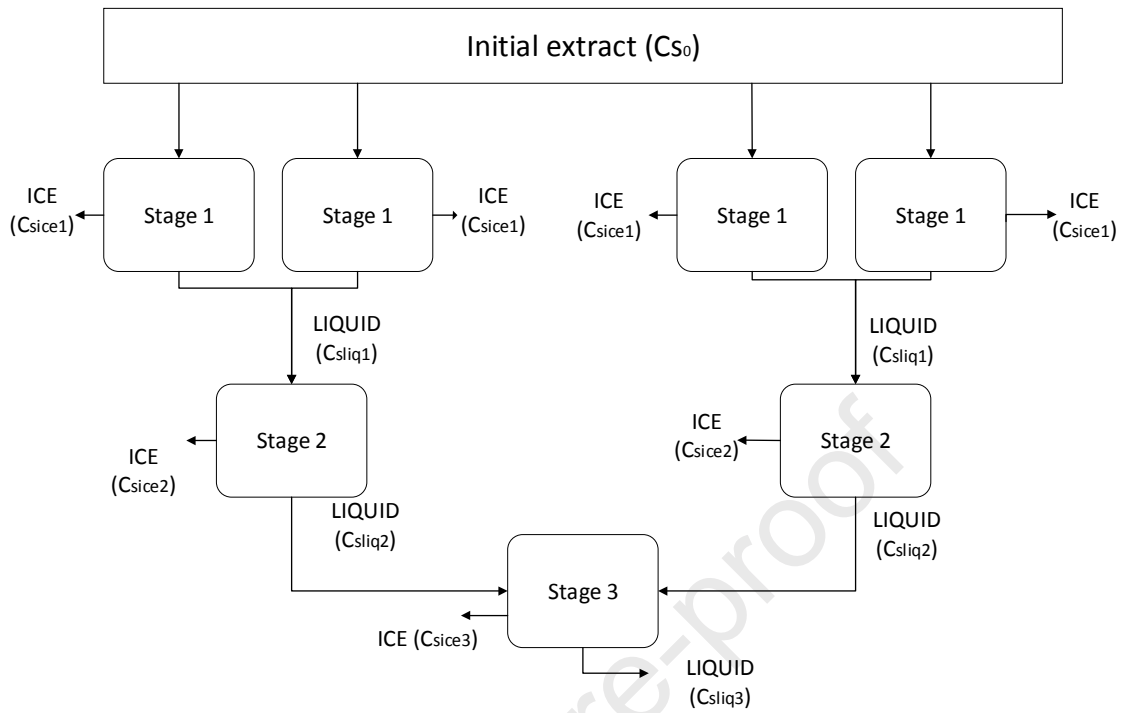 Initial extract (Cs0)
ICE
(Csice1)
Stage 1
Stage 1
ICE
(Csice1)
ICE
(Csice1)
Stage 1
Stage 1
ICE
(Csice1)
LIQUID
(Csliq1)
LIQUID
(Csliq1)
Stage 2
ICE
(Csice2)
ICE
(Csice2)
Stage 2
LIQUID
(Csliq2)
LIQUID
(Csliq2)
Stage 3
ICE (Csice3)
LIQUID
(Csliq3)
re-proof